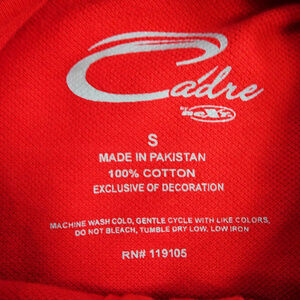 Cadre
S
MADE IN PAKISTAN
100% COTTON
EXCLUSIVE OF DECORATION
MACHINE WASH COLD, GENTLE CYCLE WITH LIKE COLORS,
DO NOT BLEACH, TUMBLE DRY LOW, LOW IRON
RN# 119105